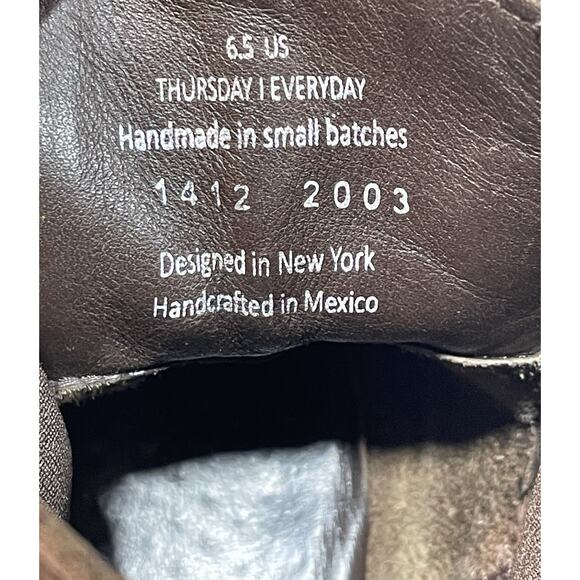 6.5 US
THURSDAY | EVERYDAY
Handmade in small batches
1412 2003
Designed in New York
Handcrafted in Mexico